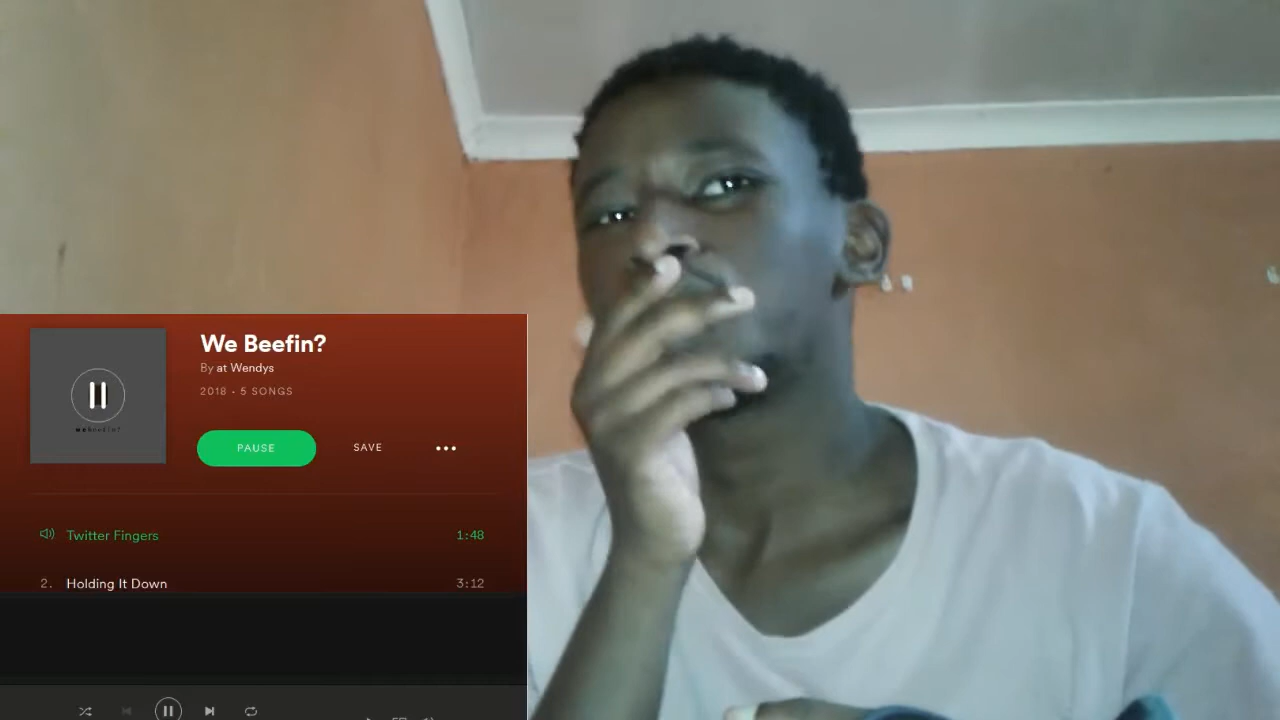 We Beefin?
By at Wendys
2018 • 5 SONGS
PAUSE
SAVE
Twitter Fingers 1:48
2. Holding It Down 3:12